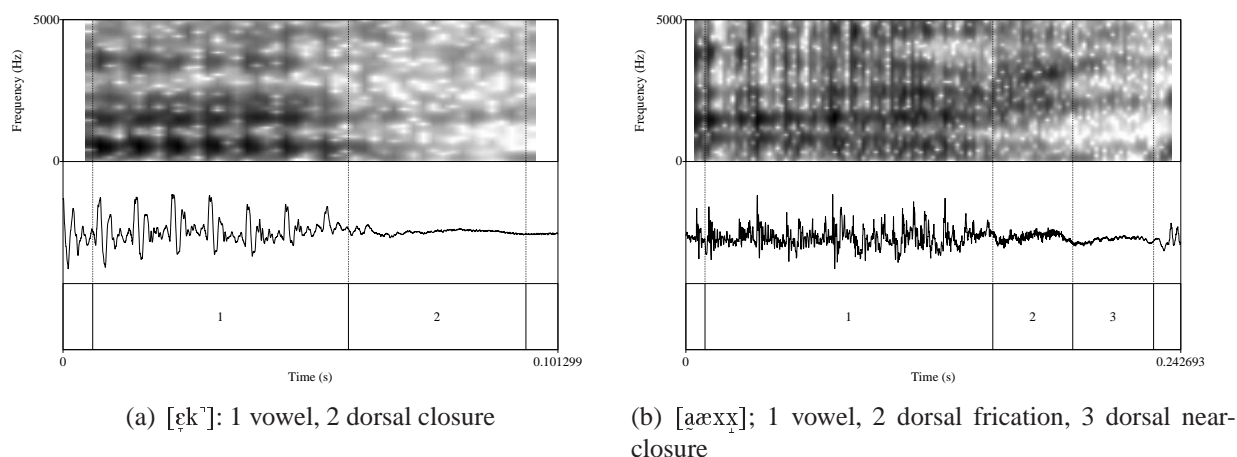 5000
Frequency (Hz)
0
1
2
0
0.101299
Time (s)
(a) [ɛ̞k̚]: 1 vowel, 2 dorsal closure
5000
Frequency (Hz)
0
1
2
3
0
0.242693
Time (s)
(b) [a̰æxx̝]; 1 vowel, 2 dorsal frication, 3 dorsal near-
closure